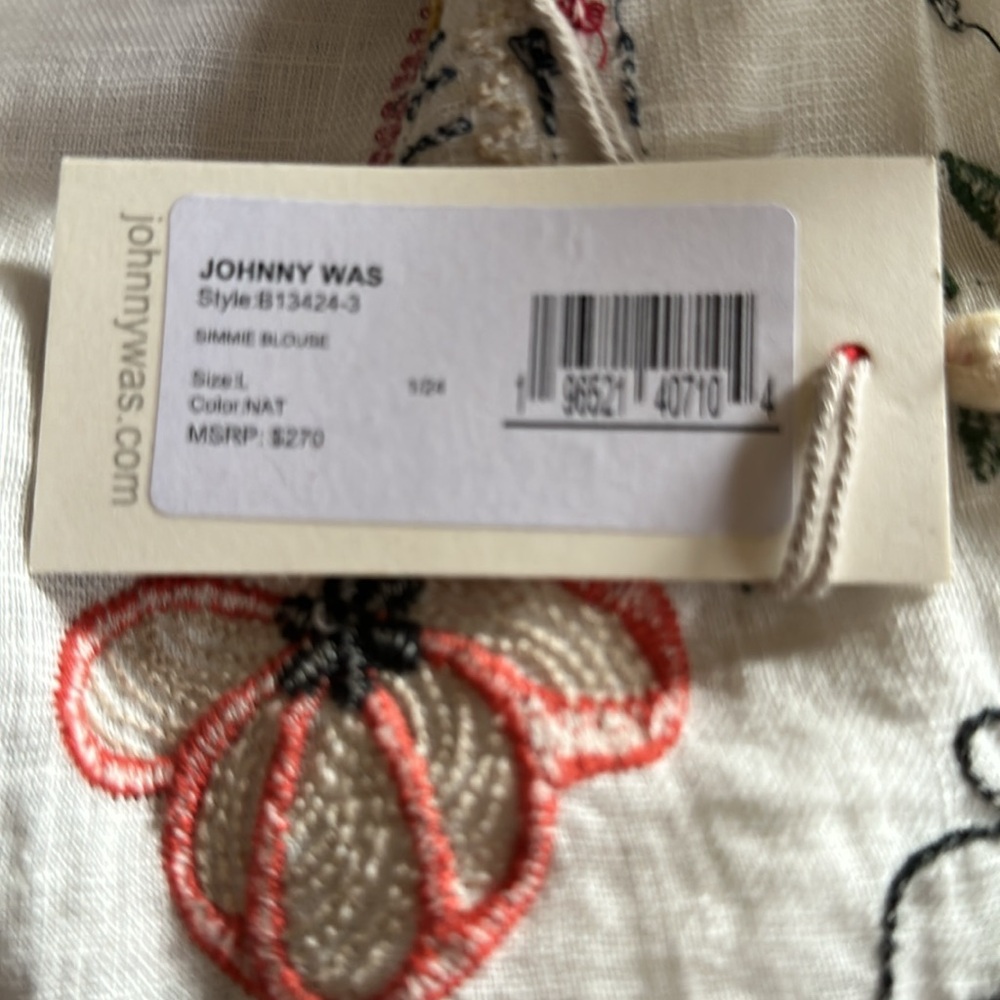 johnnywas.com
JOHNNY WAS
Style:B13424-3
SIMMIE BLOUSE
Size:L 1/24
Color:NAT
MSRP: $270
1 96521 40710 4